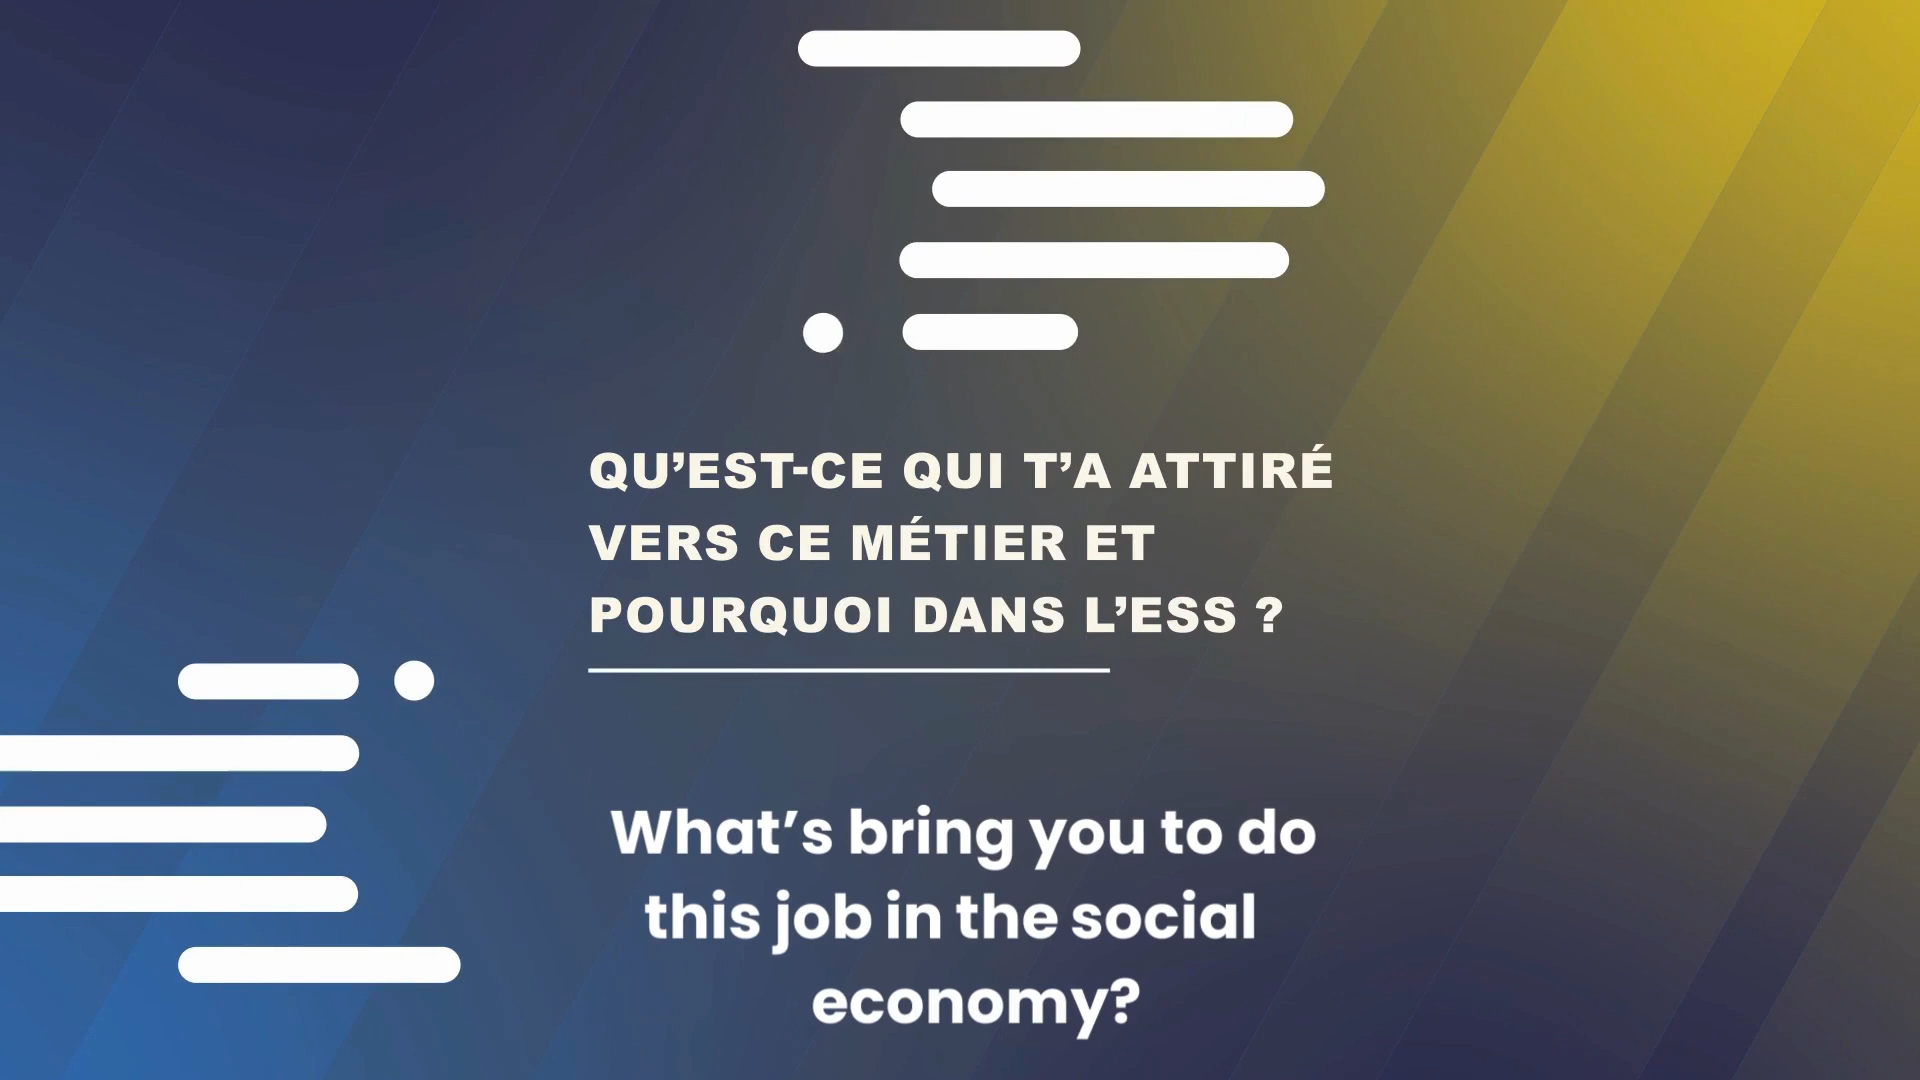 QU’EST-CE QUI T’A ATTIRÉ
VERS CE MÉTIER ET
POURQUOI DANS L’ESS ?
What’s bring you to do
this job in the social
economy?